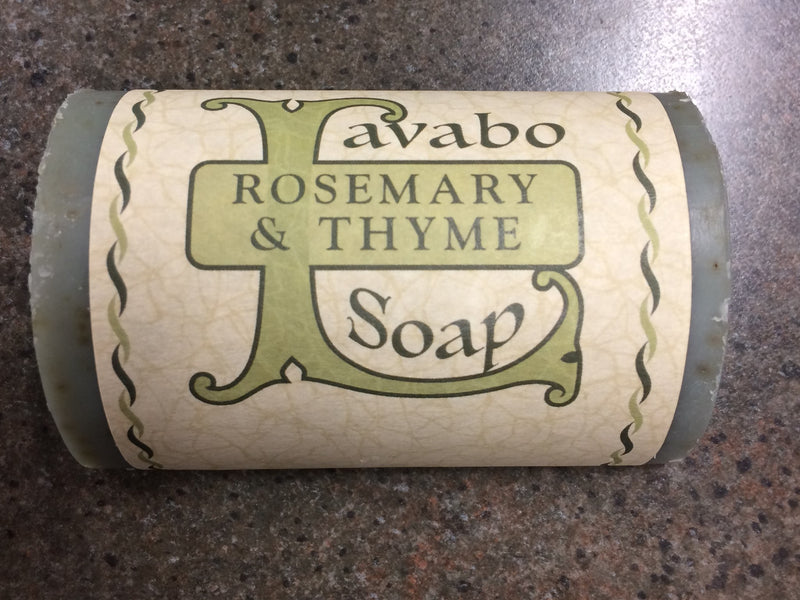 Lavabo
ROSEMARY
& THYME
Soap